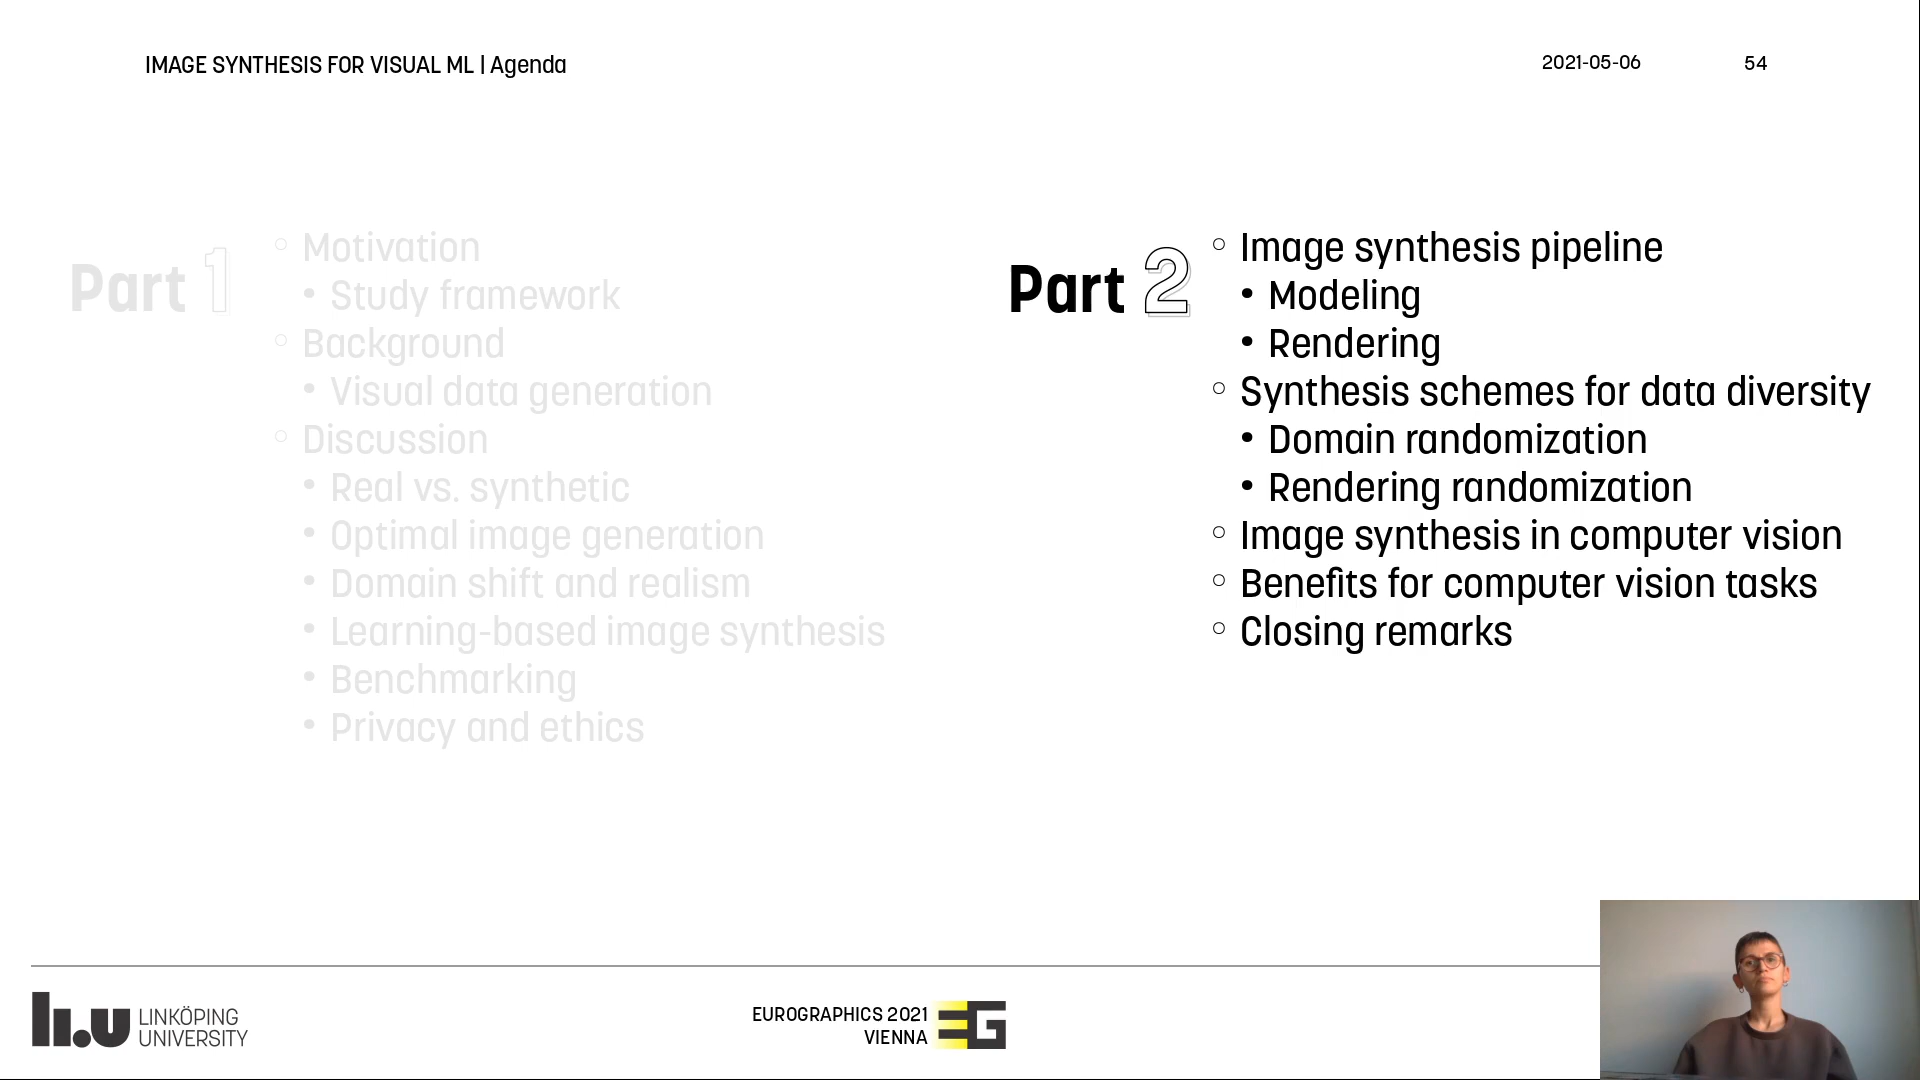 IMAGE SYNTHESIS FOR VISUAL ML | Agenda
2021-05-06
54
Part 1
○ Motivation
• Study framework
○ Background
• Visual data generation
○ Discussion
• Real vs. synthetic
• Optimal image generation
• Domain shift and realism
• Learning-based image synthesis
• Benchmarking
• Privacy and ethics
Part 2
○ Image synthesis pipeline
• Modeling
• Rendering
○ Synthesis schemes for data diversity
• Domain randomization
• Rendering randomization
○ Image synthesis in computer vision
○ Benefits for computer vision tasks
○ Closing remarks
li.u LINKÖPING
UNIVERSITY
EUROGRAPHICS 2021
VIENNA
EG